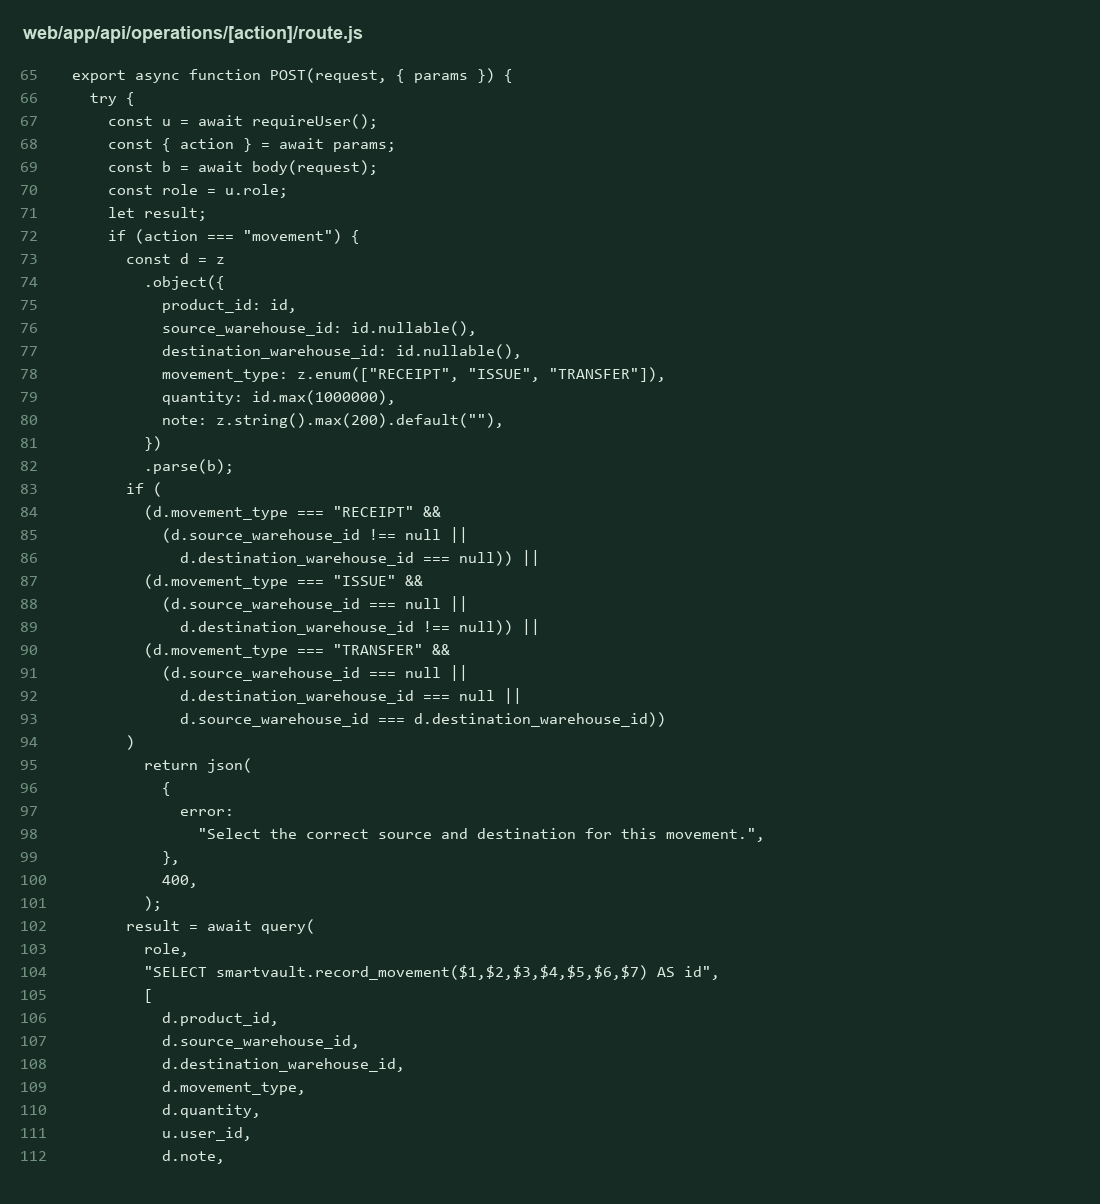 web/app/api/operations/[action]/route.js
65 export async function POST(request, { params }) {
66 try {
67 const u = await requireUser();
68 const { action } = await params;
69 const b = await body(request);
70 const role = u.role;
71 let result;
72 if (action === "movement") {
73 const d = z
74 .object({
75 product_id: id,
76 source_warehouse_id: id.nullable(),
77 destination_warehouse_id: id.nullable(),
78 movement_type: z.enum(["RECEIPT", "ISSUE", "TRANSFER"]),
79 quantity: id.max(1000000),
80 note: z.string().max(200).default(""),
81 })
82 .parse(b);
83 if (
84 (d.movement_type === "RECEIPT" &&
85 (d.source_warehouse_id !== null ||
86 d.destination_warehouse_id === null)) ||
87 (d.movement_type === "ISSUE" &&
88 (d.source_warehouse_id === null ||
89 d.destination_warehouse_id !== null)) ||
90 (d.movement_type === "TRANSFER" &&
91 (d.source_warehouse_id === null ||
92 d.destination_warehouse_id === null ||
93 d.source_warehouse_id === d.destination_warehouse_id))
94 )
95 return json(
96 {
97 error:
98 "Select the correct source and destination for this movement.",
99 },
100 400,
101 );
102 result = await query(
103 role,
104 "SELECT smartvault.record_movement($1,$2,$3,$4,$5,$6,$7) AS id",
105 [
106 d.product_id,
107 d.source_warehouse_id,
108 d.destination_warehouse_id,
109 d.movement_type,
110 d.quantity,
111 u.user_id,
112 d.note,